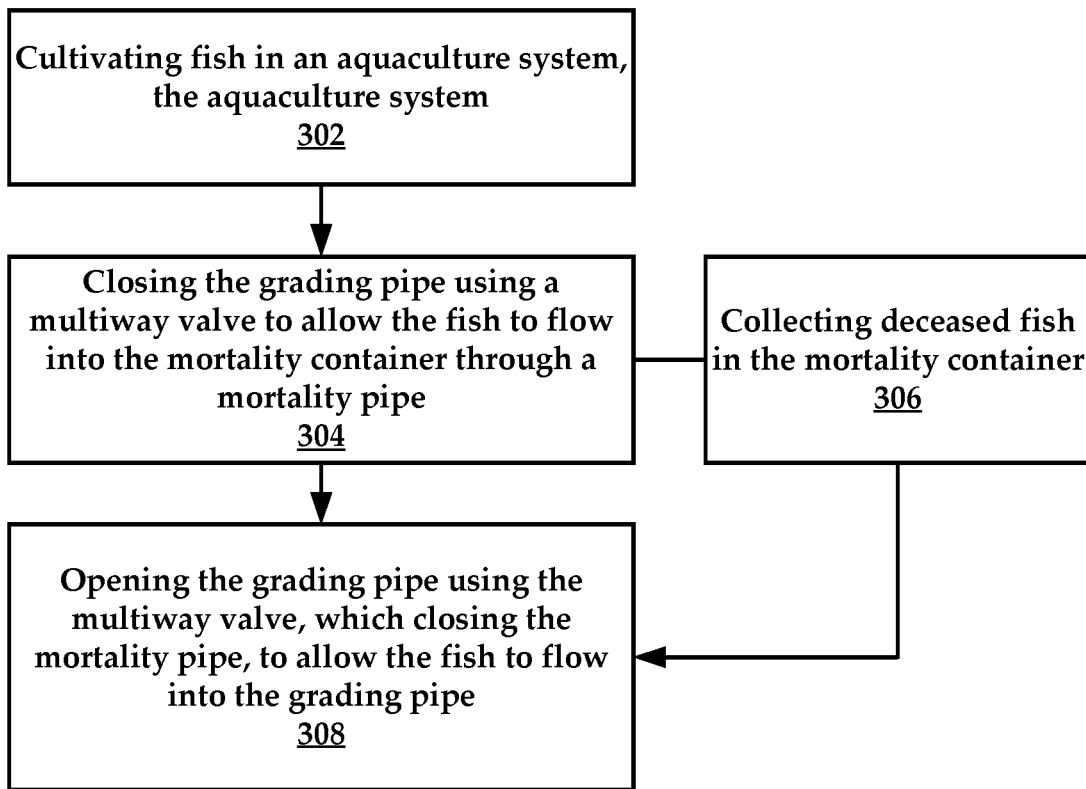 Cultivating fish in an aquaculture system,
the aquaculture system
302
Closing the grading pipe using a
multiway valve to allow the fish to flow
into the mortality container through a
mortality pipe
304
Collecting deceased fish
in the mortality container
306
Opening the grading pipe using the
multiway valve, which closing the
mortality pipe, to allow the fish to flow
into the grading pipe
308